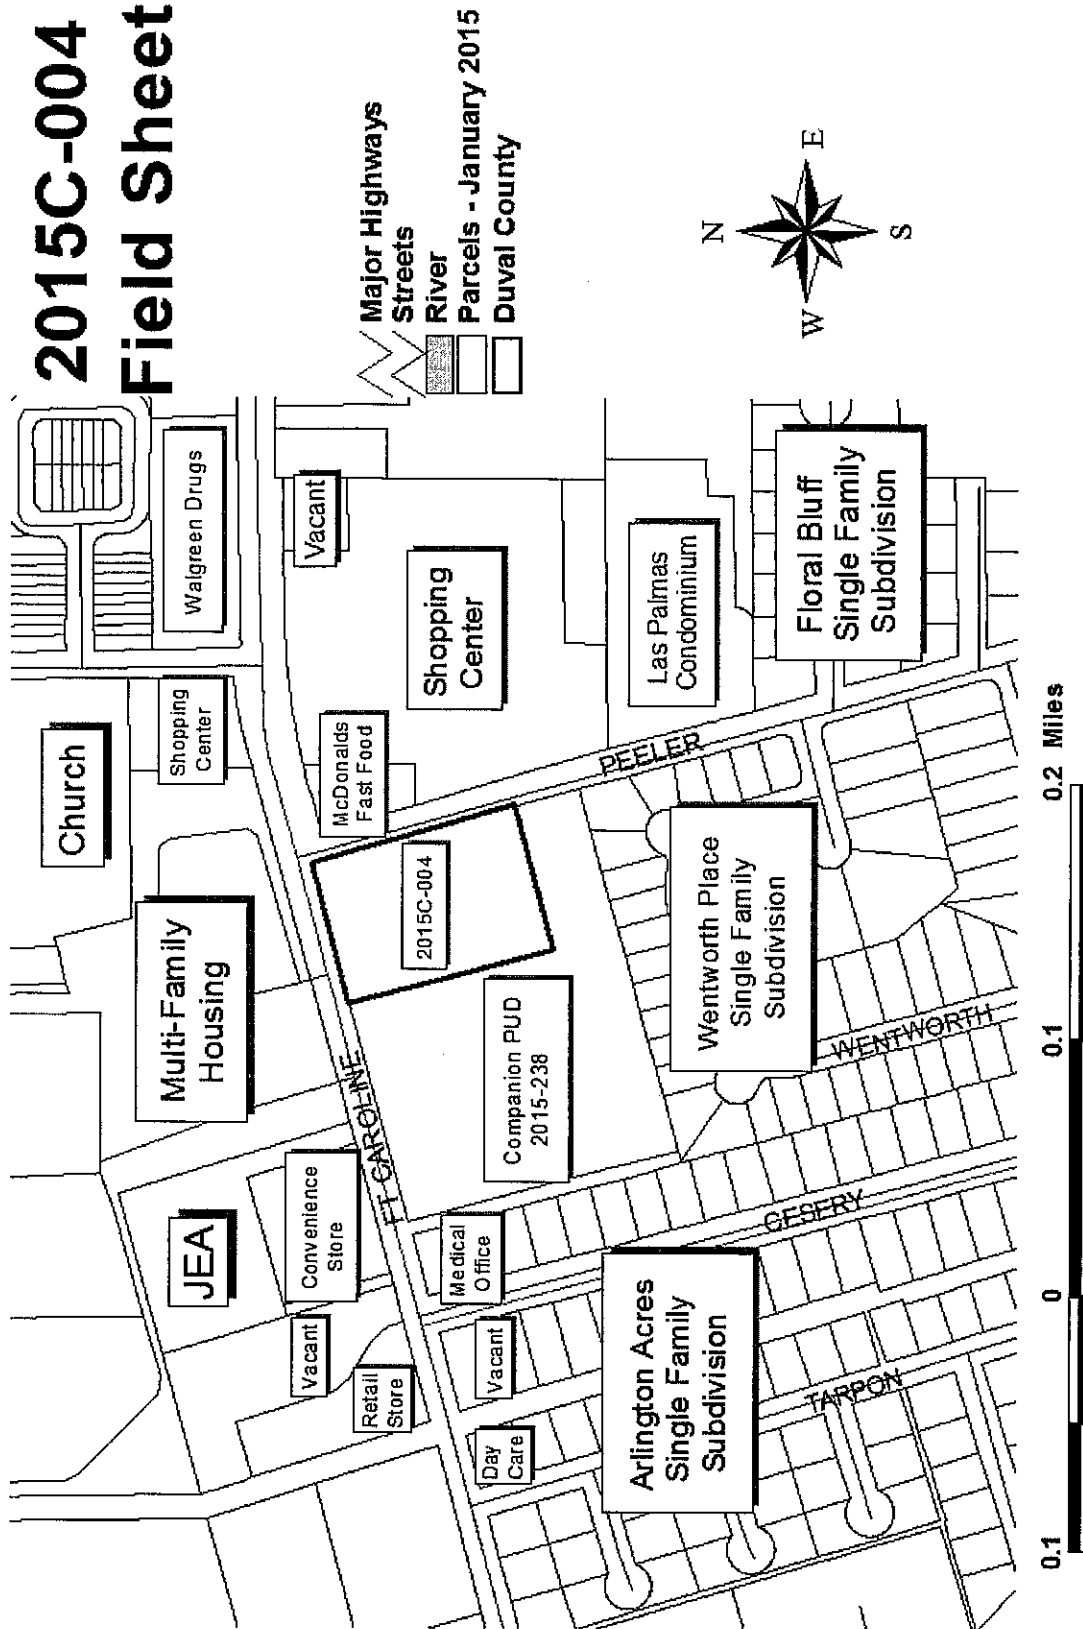 2015C-004
Field Sheet
Major Highways
Streets
River
Parcels - January 2015
Duval County
N
W
E
S
Church
Shopping
Center
Walgreen Drugs
Multi-Family
Housing
JEA
Convenience
Store
Vacant
Retail
Store
FT CAROLINE
McDonalds
Fast Food
Vacant
Shopping
Center
2015C-004
Companion PUD
2015-238
Medical
Office
Vacant
Day
Care
PEELER
Las Palmas
Condominium
Floral Bluff
Single Family
Subdivision
Wentworth Place
Single Family
Subdivision
WENTWORTH
CESERY
Arlington Acres
Single Family
Subdivision
TARPON
0.1
0
0.1
0.2 Miles